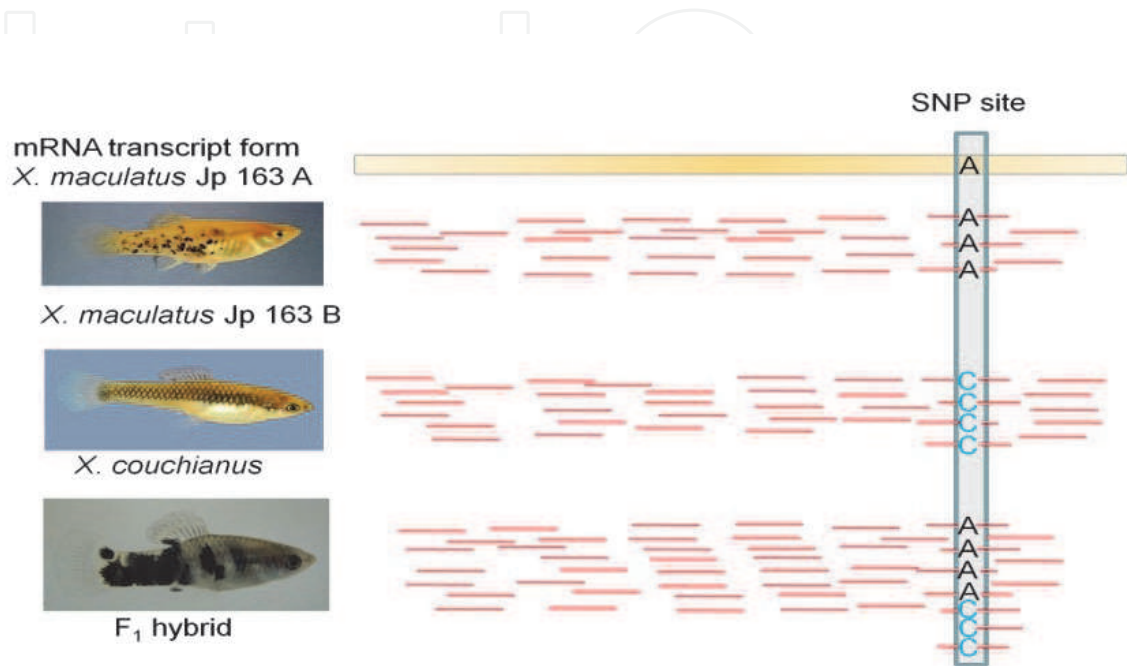 SNP site
mRNA transcript form
X. maculatus Jp 163 A
A
A
A
A
X. maculatus Jp 163 B
C
C
C
C
X. couchianus
A
A
A
A
C
C
C
F₁ hybrid